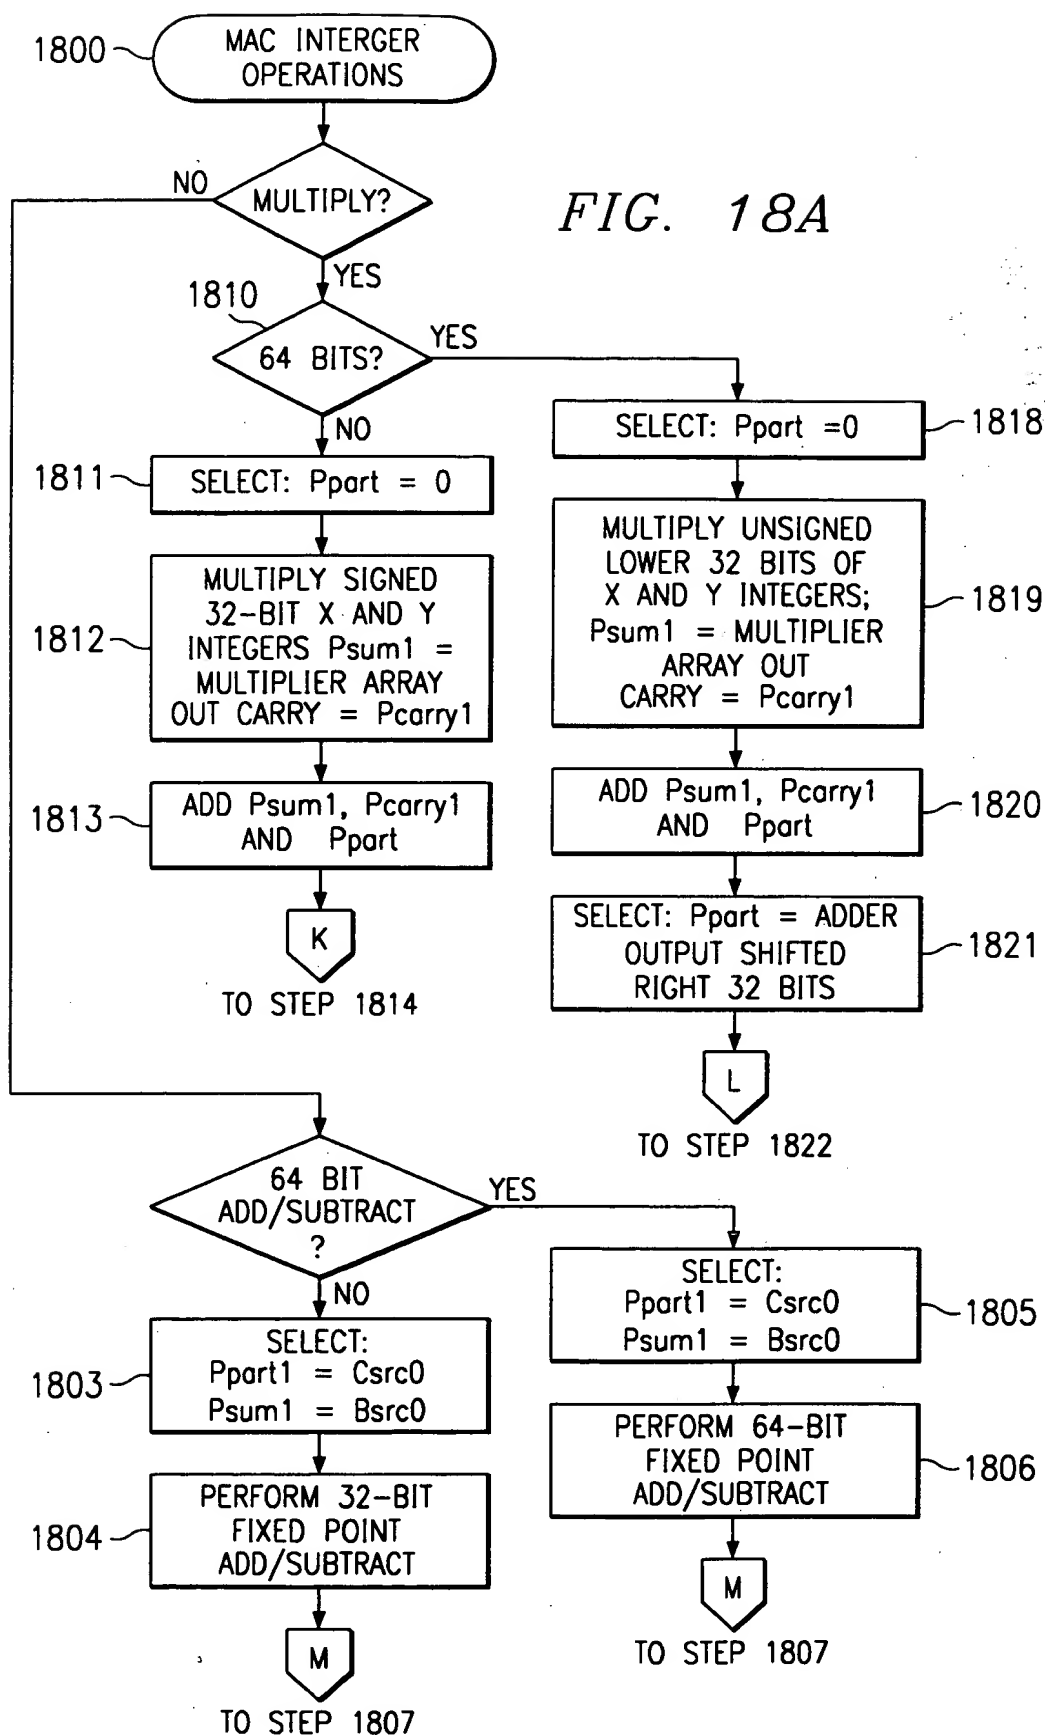 1800
MAC INTERGER
OPERATIONS
NO
MULTIPLY?
FIG. 18A
YES
1810
64 BITS?
YES
NO
1811
SELECT: Ppart = 0
1812
MULTIPLY SIGNED
32-BIT X AND Y
INTEGERS Psum1 =
MULTIPLIER ARRAY
OUT CARRY = Pcarry1
1813
ADD Psum1, Pcarry1
AND Ppart
K
TO STEP 1814
SELECT: Ppart =0
1818
MULTIPLY UNSIGNED
LOWER 32 BITS OF
X AND Y INTEGERS;
Psum1 = MULTIPLIER
ARRAY OUT
CARRY = Pcarry1
1819
ADD Psum1, Pcarry1
AND Ppart
1820
SELECT: Ppart = ADDER
OUTPUT SHIFTED
RIGHT 32 BITS
1821
L
TO STEP 1822
64 BIT
ADD/SUBTRACT
?
YES
NO
1803
SELECT:
Ppart1 = Csrc0
Psum1 = Bsrc0
1804
PERFORM 32-BIT
FIXED POINT
ADD/SUBTRACT
M
TO STEP 1807
SELECT:
Ppart1 = Csrc0
Psum1 = Bsrc0
1805
PERFORM 64-BIT
FIXED POINT
ADD/SUBTRACT
1806
M
TO STEP 1807